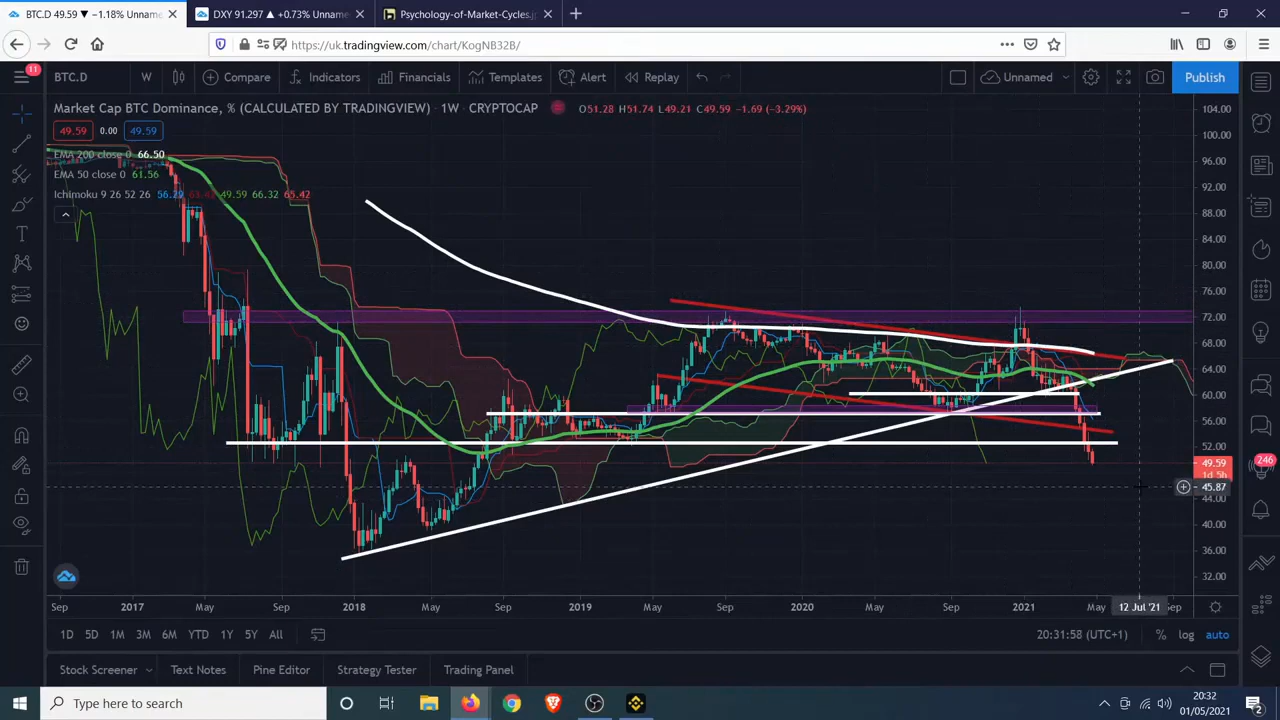 BTC.D 49.59 ▼ −1.18% Unname
DXY 91.297 ▲ +0.73% Unname
Psychology-of-Market-Cycles.j
https://uk.tradingview.com/chart/KogNB32B/
11
BTC.D
W
Compare
Indicators
Financials
Templates
Alert
Replay
Unnamed
Publish
Market Cap BTC Dominance, % (CALCULATED BY TRADINGVIEW) · 1W · CRYPTOCAP
O51.28 H51.74 L49.21 C49.59 −1.69 (−3.29%)
49.59 0.00 49.59
EMA 200 close 0 66.50
EMA 50 close 0 61.56
Ichimoku 9 26 52 26 56.29 63.42 49.59 66.32 65.42
104.00
100.00
96.00
92.00
88.00
84.00
80.00
76.00
72.00
68.00
64.00
60.00
56.00
52.00
49.59
1d 5h
45.87
44.00
40.00
36.00
32.00
246
Sep 2017 May Sep 2018 May Sep 2019 May Sep 2020 May Sep 2021 May 12 Jul '21 Sep
1D 5D 1M 3M 6M YTD 1Y 5Y All
20:31:58 (UTC+1)
% log auto
Stock Screener
Text Notes
Pine Editor
Strategy Tester
Trading Panel
Type here to search
20:32
01/05/2021
2